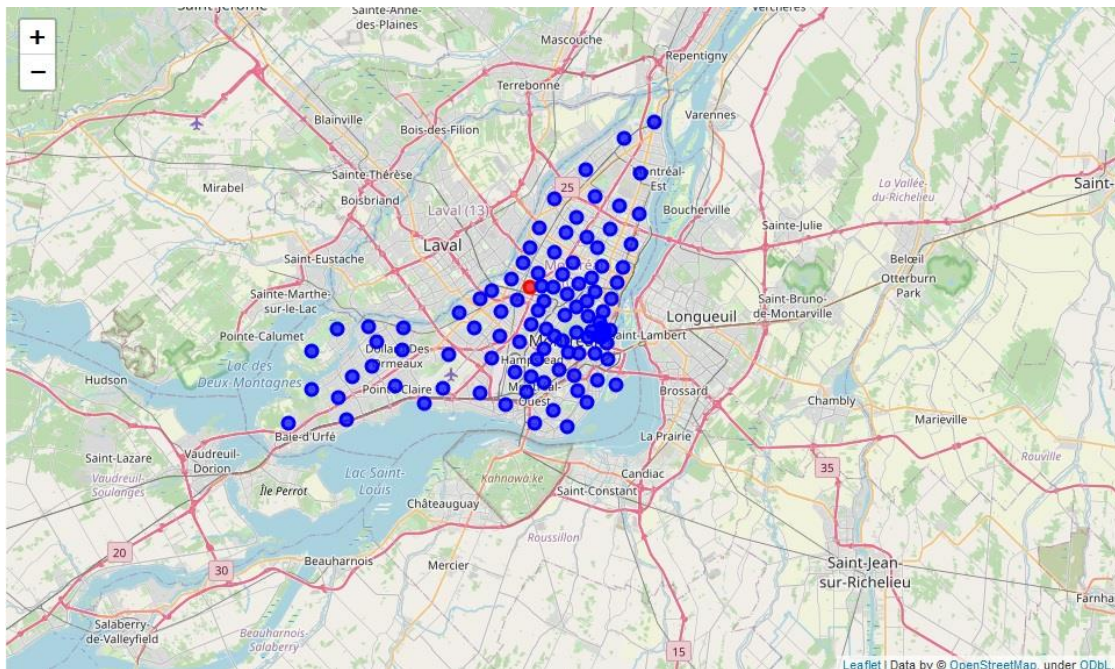 Saint-Jérôme
Sainte-Anne-
des-Plaines
Verchères
+
−
Mascouche
Repentigny
Terrebonne
Varennes
Blainville
Bois-des-Filion
Sainte-Thérèse
Mirabel
Boisbriand
25
Laval (13)
Boucherville
La Vallée-
du-Richelieu
Saint-
Sainte-Julie
Laval
Saint-Eustache
Belœil
Otterburn
Park
Sainte-Marthe-
sur-le-Lac
Saint-Bruno-
de-Montarville
Pointe-Calumet
Longueuil
Saint-Lambert
Lac des
Deux Montagnes
Hudson
Brossard
Chambly
Marieville
Baie-d'Urfé
La Prairie
Saint-Lazare
Vaudreuil-
Dorion
Vaudreuil-
Soulanges
Île Perrot
Lac Saint-
Louis
Kahnawà:ke
Candiac
35
Rouville
Saint-Constant
Châteauguay
Roussillon
20
30
Beauharnois
Mercier
Saint-Jean-
sur-Richelieu
Farnha
Salaberry-
de-Valleyfield
Beauharnois-
Salaberry
15
Leaflet | Data by © OpenStreetMap, under ODbL